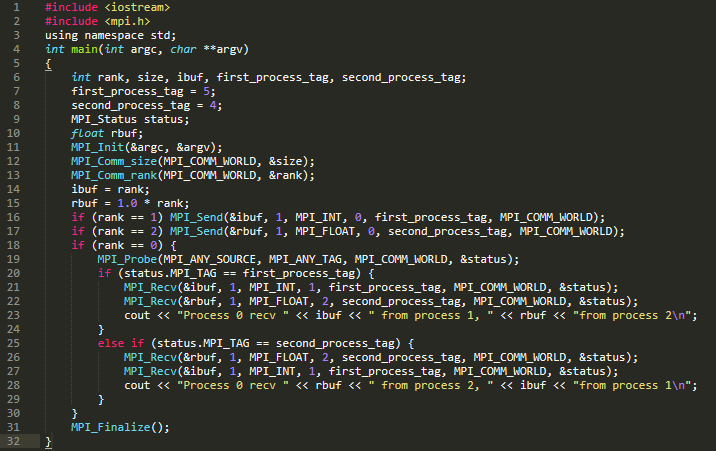 1 #include <iostream>
2 #include <mpi.h>
3 using namespace std;
4 int main(int argc, char **argv)
5 {
6     int rank, size, ibuf, first_process_tag, second_process_tag;
7     first_process_tag = 5;
8     second_process_tag = 4;
9     MPI_Status status;
10     float rbuf;
11     MPI_Init(&argc, &argv);
12     MPI_Comm_size(MPI_COMM_WORLD, &size);
13     MPI_Comm_rank(MPI_COMM_WORLD, &rank);
14     ibuf = rank;
15     rbuf = 1.0 * rank;
16     if (rank == 1) MPI_Send(&ibuf, 1, MPI_INT, 0, first_process_tag, MPI_COMM_WORLD);
17     if (rank == 2) MPI_Send(&rbuf, 1, MPI_FLOAT, 0, second_process_tag, MPI_COMM_WORLD);
18     if (rank == 0) {
19         MPI_Probe(MPI_ANY_SOURCE, MPI_ANY_TAG, MPI_COMM_WORLD, &status);
20         if (status.MPI_TAG == first_process_tag) {
21             MPI_Recv(&ibuf, 1, MPI_INT, 1, first_process_tag, MPI_COMM_WORLD, &status);
22             MPI_Recv(&rbuf, 1, MPI_FLOAT, 2, second_process_tag, MPI_COMM_WORLD, &status);
23             cout << "Process 0 recv " << ibuf << " from process 1, " << rbuf << "from process 2\n";
24         }
25         else if (status.MPI_TAG == second_process_tag) {
26             MPI_Recv(&rbuf, 1, MPI_FLOAT, 2, second_process_tag, MPI_COMM_WORLD, &status);
27             MPI_Recv(&ibuf, 1, MPI_INT, 1, first_process_tag, MPI_COMM_WORLD, &status);
28             cout << "Process 0 recv " << rbuf << " from process 2, " << ibuf << "from process 1\n";
29         }
30     }
31     MPI_Finalize();
32 }